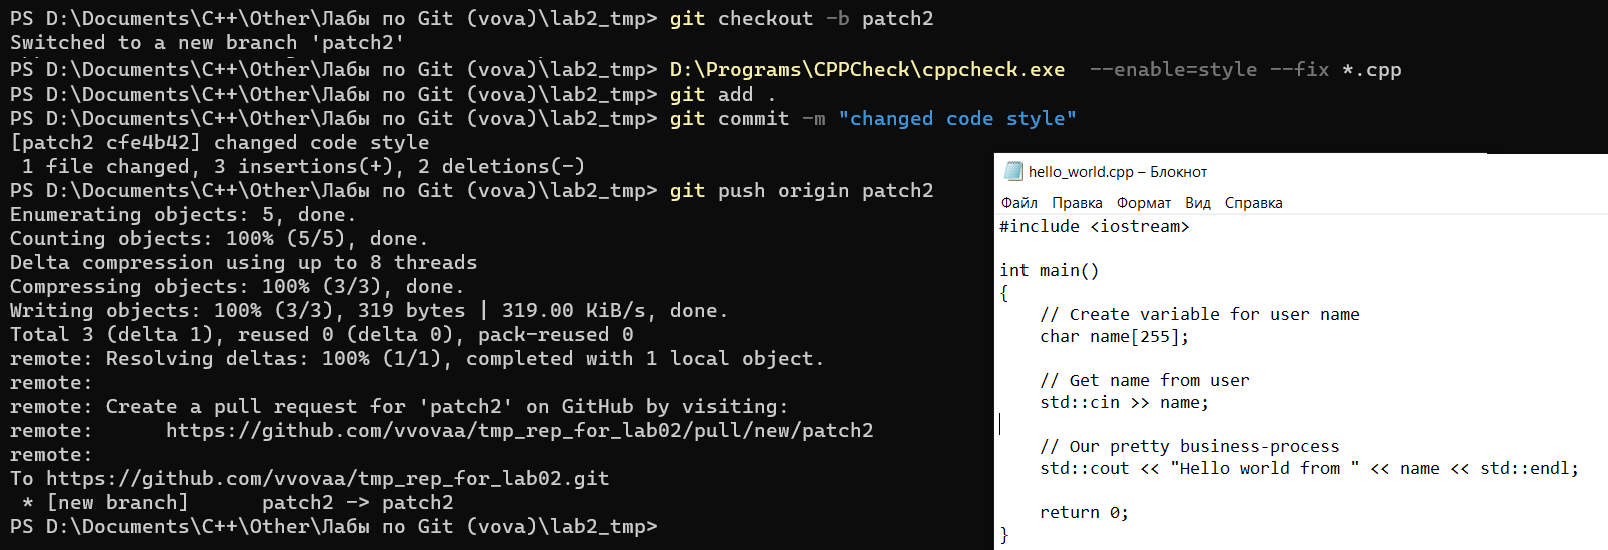 PS D:\Documents\C++\Other\Лабы по Git (vova)\lab2_tmp> git checkout -b patch2
Switched to a new branch 'patch2'
PS D:\Documents\C++\Other\Лабы по Git (vova)\lab2_tmp> D:\Programs\CPPCheck\cppcheck.exe  --enable=style --fix *.cpp
PS D:\Documents\C++\Other\Лабы по Git (vova)\lab2_tmp> git add .
PS D:\Documents\C++\Other\Лабы по Git (vova)\lab2_tmp> git commit -m "changed code style"
[patch2 cfe4b42] changed code style
 1 file changed, 3 insertions(+), 2 deletions(-)
PS D:\Documents\C++\Other\Лабы по Git (vova)\lab2_tmp> git push origin patch2
Enumerating objects: 5, done.
Counting objects: 100% (5/5), done.
Delta compression using up to 8 threads
Compressing objects: 100% (3/3), done.
Writing objects: 100% (3/3), 319 bytes | 319.00 KiB/s, done.
Total 3 (delta 1), reused 0 (delta 0), pack-reused 0
remote: Resolving deltas: 100% (1/1), completed with 1 local object.
remote:
remote: Create a pull request for 'patch2' on GitHub by visiting:
remote:      https://github.com/vvovaa/tmp_rep_for_lab02/pull/new/patch2
remote:
To https://github.com/vvovaa/tmp_rep_for_lab02.git
 * [new branch]      patch2 -> patch2
PS D:\Documents\C++\Other\Лабы по Git (vova)\lab2_tmp>
hello_world.cpp – Блокнот
Файл Правка Формат Вид Справка
#include <iostream>
int main()
{
    // Create variable for user name
    char name[255];
    // Get name from user
    std::cin >> name;
    // Our pretty business-process
    std::cout << "Hello world from " << name << std::endl;
    return 0;
}